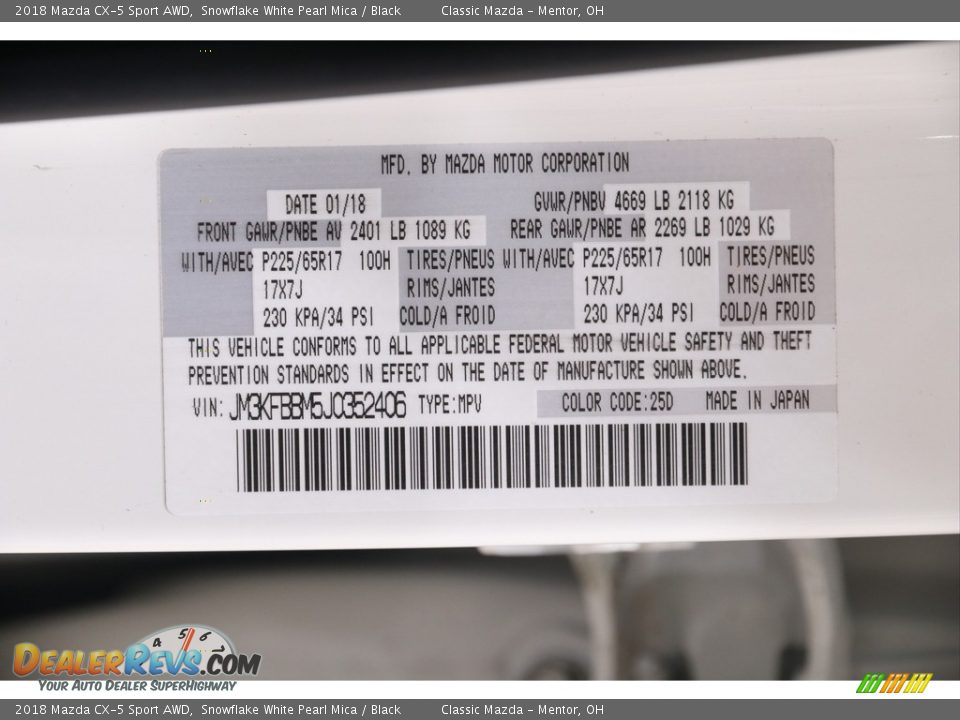 2018 Mazda CX-5 Sport AWD, Snowflake White Pearl Mica / Black Classic Mazda - Mentor, OH
MFD. BY MAZDA MOTOR CORPORATION
DATE 01/18 GVWR/PNBV 4669 LB 2118 KG
FRONT GAWR/PNBE AV 2401 LB 1089 KG REAR GAWR/PNBE AR 2269 LB 1029 KG
WITH/AVEC P225/65R17 100H TIRES/PNEUS WITH/AVEC P225/65R17 100H TIRES/PNEUS
17X7J RIMS/JANTES 17X7J RIMS/JANTES
230 KPA/34 PSI COLD/A FROID 230 KPA/34 PSI COLD/A FROID
THIS VEHICLE CONFORMS TO ALL APPLICABLE FEDERAL MOTOR VEHICLE SAFETY AND THEFT
PREVENTION STANDARDS IN EFFECT ON THE DATE OF MANUFACTURE SHOWN ABOVE.
VIN: JM3KFBBM5J0352406 TYPE:MPV COLOR CODE:25D MADE IN JAPAN
4 5 6
DealerRevs.com
Your Auto Dealer SuperHighway
2018 Mazda CX-5 Sport AWD, Snowflake White Pearl Mica / Black Classic Mazda - Mentor, OH